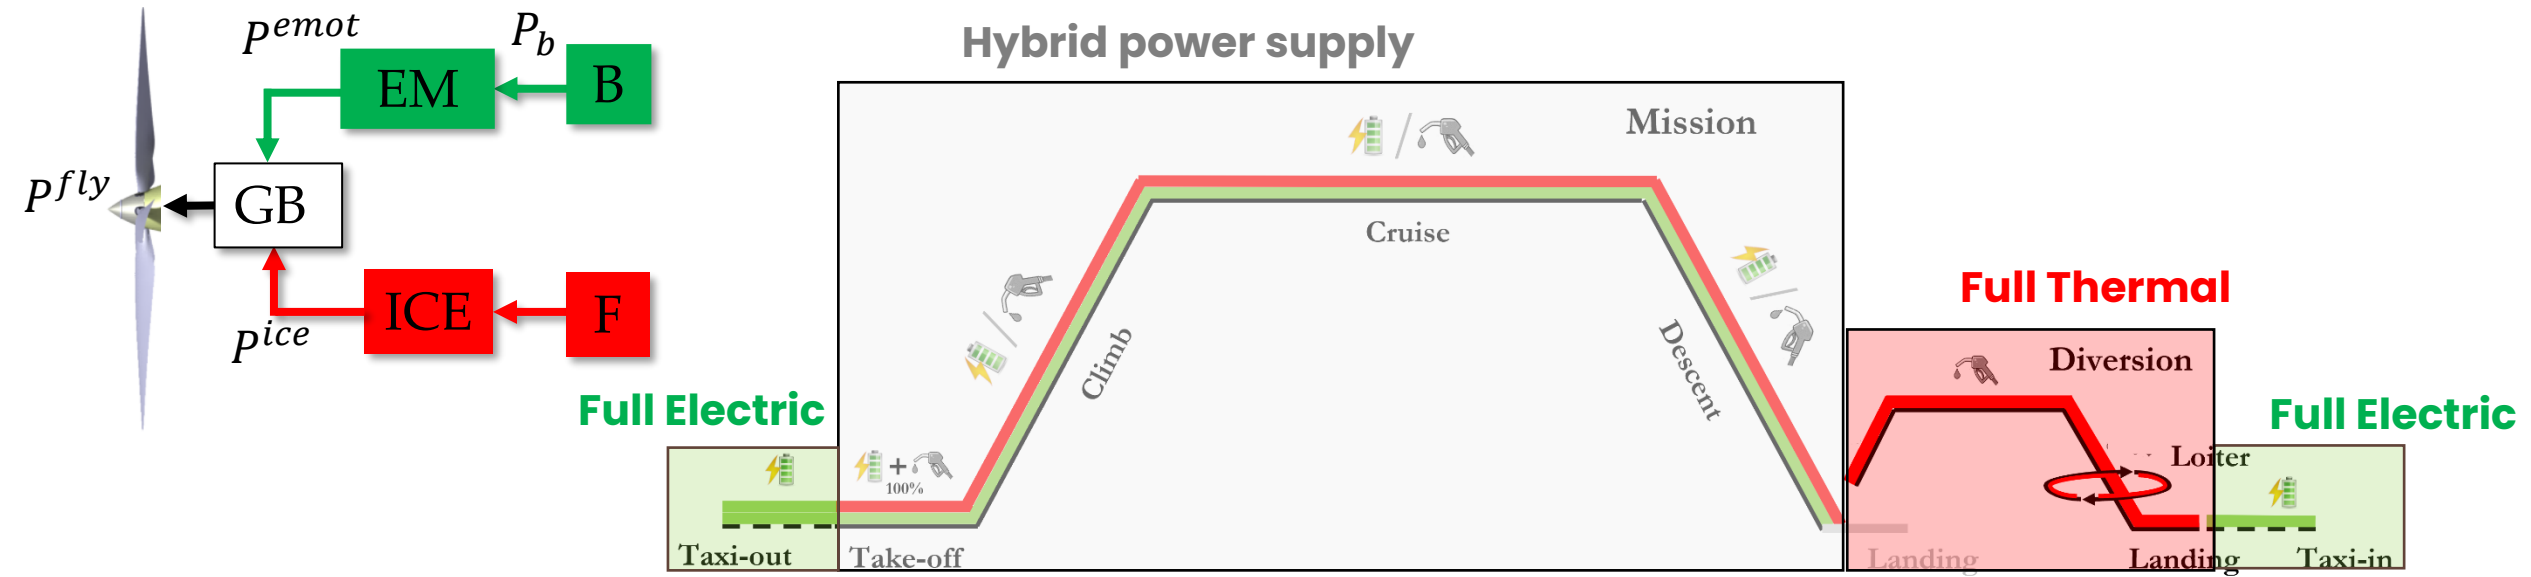 P^emot
P_b
EM
B
P^fly
GB
ICE
F
P^ice
Hybrid power supply
Mission
/
Cruise
/
Climb
/
Descent
Full Thermal
Diversion
Full Electric
Full Electric
+
100%
Loiter
Taxi-out
Take-off
Landing
Landing
Taxi-in